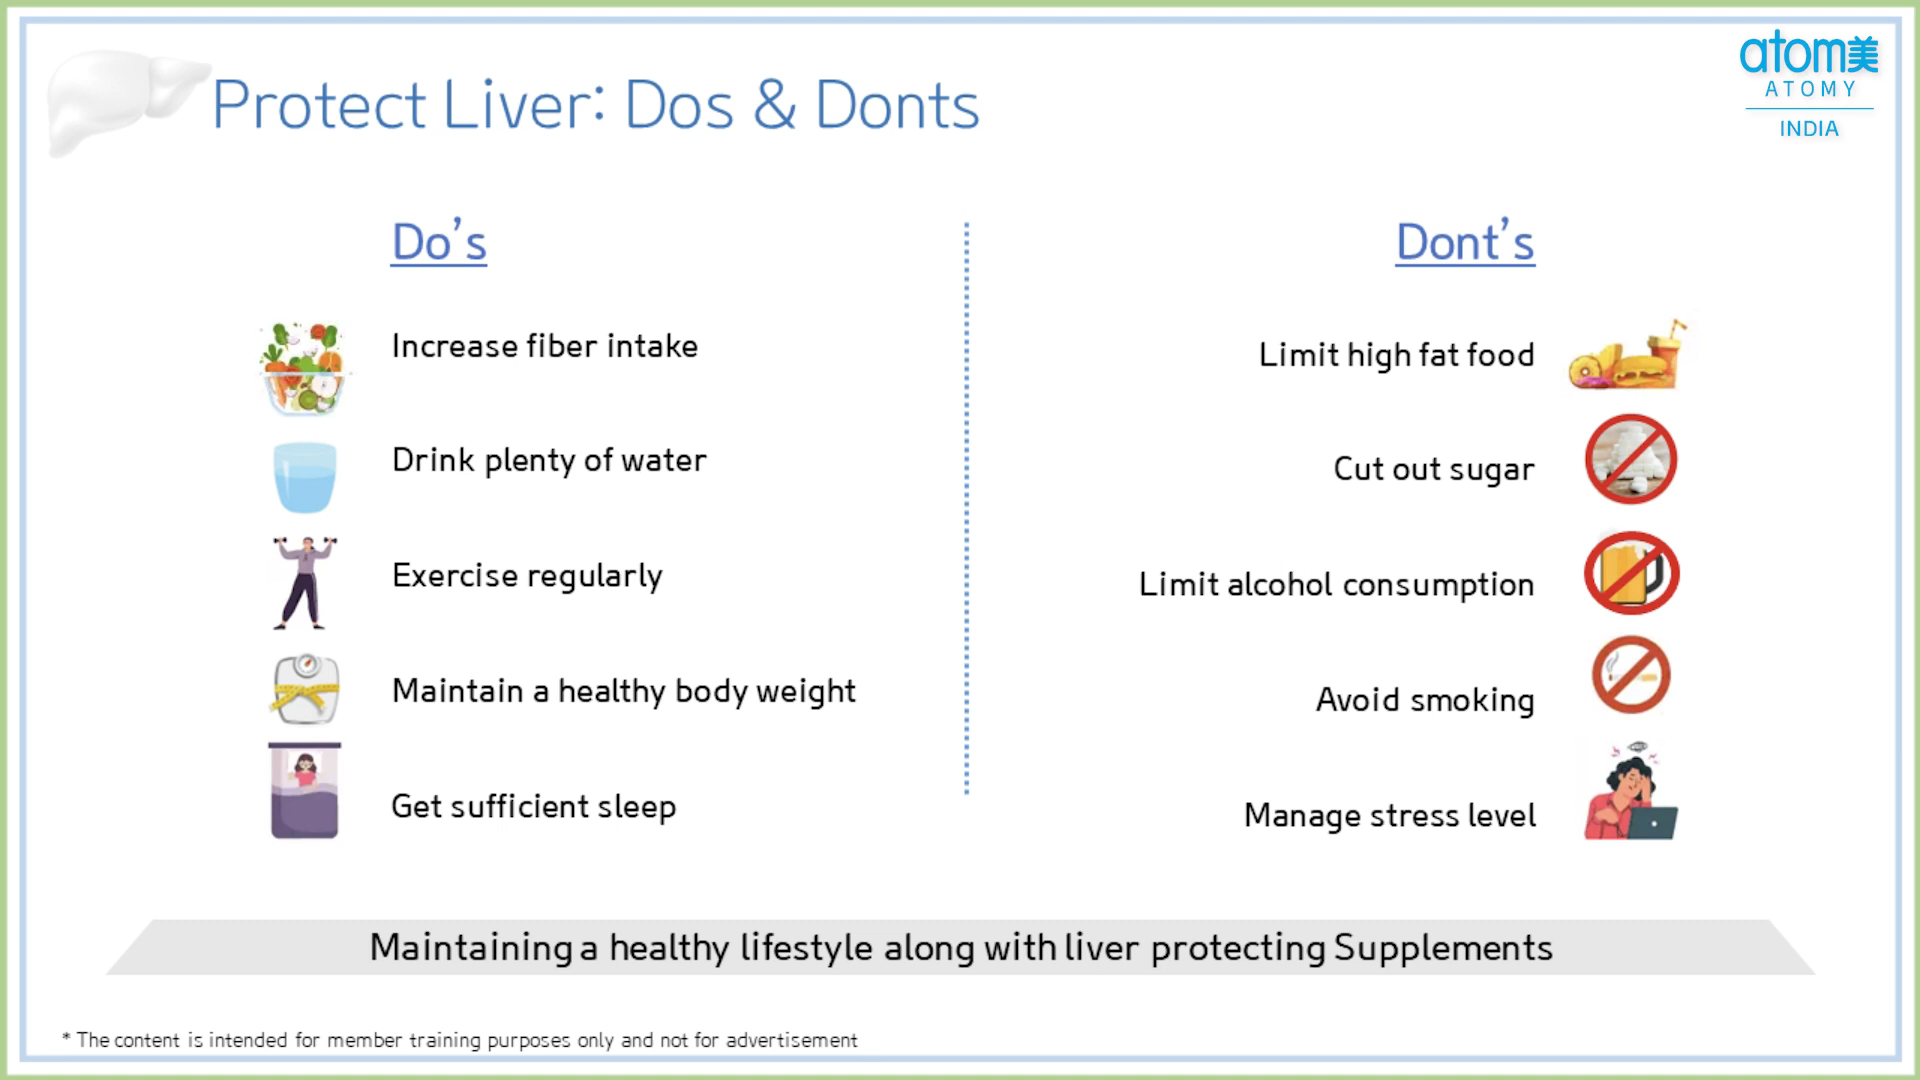 Protect Liver: Dos & Donts
atom美
ATOMY
INDIA
Do's
Increase fiber intake
Drink plenty of water
Exercise regularly
Maintain a healthy body weight
Get sufficient sleep
Dont's
Limit high fat food
Cut out sugar
Limit alcohol consumption
Avoid smoking
Manage stress level
Maintaining a healthy lifestyle along with liver protecting Supplements
* The content is intended for member training purposes only and not for advertisement